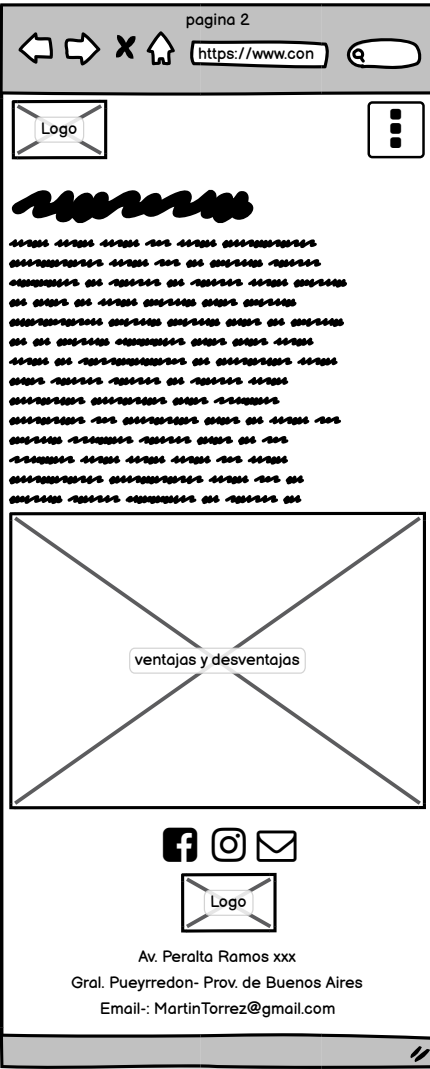 pagina 2
https://www.con
Logo
ventajas y desventajas
Logo
Av. Peralta Ramos xxx
Gral. Pueyrredon- Prov. de Buenos Aires
Email-: MartinTorrez@gmail.com